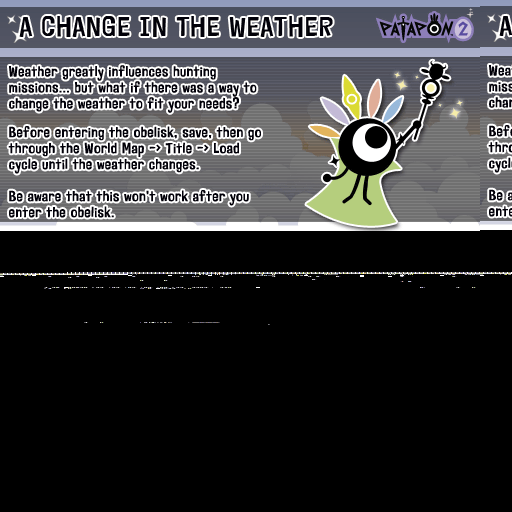 A CHANGE IN THE WEATHER
PATAPON 2
A
Weather greatly influences hunting
missions... but what if there was a way to
change the weather to fit your needs?
Before entering the obelisk, save, then go
through the World Map -> Title -> Load
cycle until the weather changes.
Be aware that this won't work after you
enter the obelisk.
Wea
miss
char
Befo
thro
cycle
Be a
ente